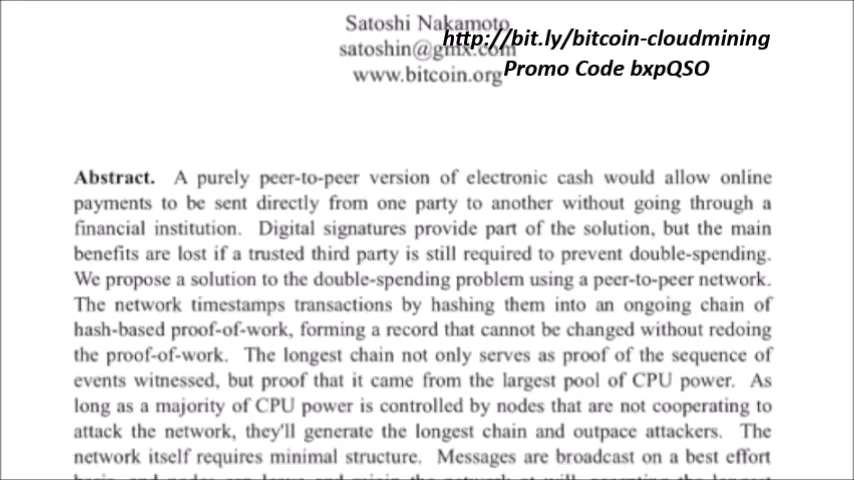 Satoshi Nakamoto
http://bit.ly/bitcoin-cloudmining
satoshin@gmx.com
www.bitcoin.org
Promo Code bxpQSO
Abstract. A purely peer-to-peer version of electronic cash would allow online
payments to be sent directly from one party to another without going through a
financial institution. Digital signatures provide part of the solution, but the main
benefits are lost if a trusted third party is still required to prevent double-spending.
We propose a solution to the double-spending problem using a peer-to-peer network.
The network timestamps transactions by hashing them into an ongoing chain of
hash-based proof-of-work, forming a record that cannot be changed without redoing
the proof-of-work. The longest chain not only serves as proof of the sequence of
events witnessed, but proof that it came from the largest pool of CPU power. As
long as a majority of CPU power is controlled by nodes that are not cooperating to
attack the network, they'll generate the longest chain and outpace attackers. The
network itself requires minimal structure. Messages are broadcast on a best effort